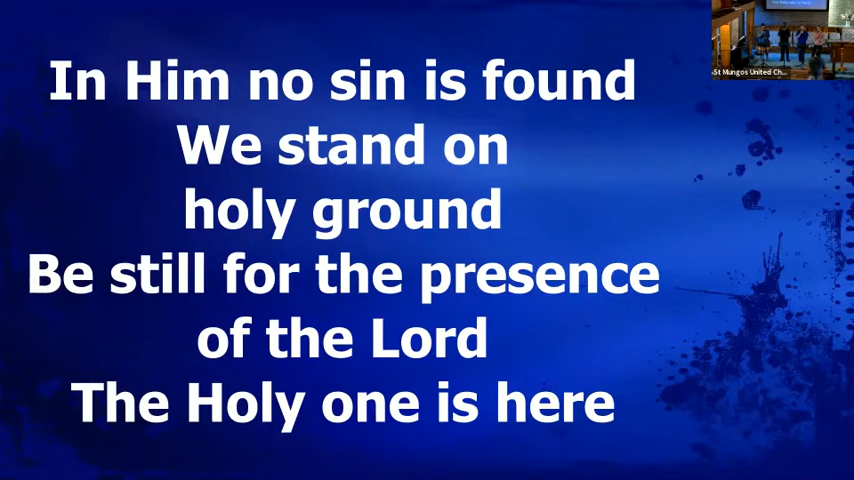 In Him no sin is found
We stand on
holy ground
Be still for the presence
of the Lord
The Holy one is here
St Mungos United Ch...